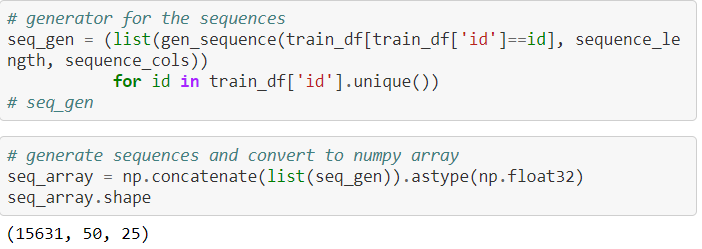 # generator for the sequences
seq_gen = (list(gen_sequence(train_df[train_df['id']==id], sequence_le
ngth, sequence_cols))
for id in train_df['id'].unique())
# seq_gen
# generate sequences and convert to numpy array
seq_array = np.concatenate(list(seq_gen)).astype(np.float32)
seq_array.shape
(15631, 50, 25)